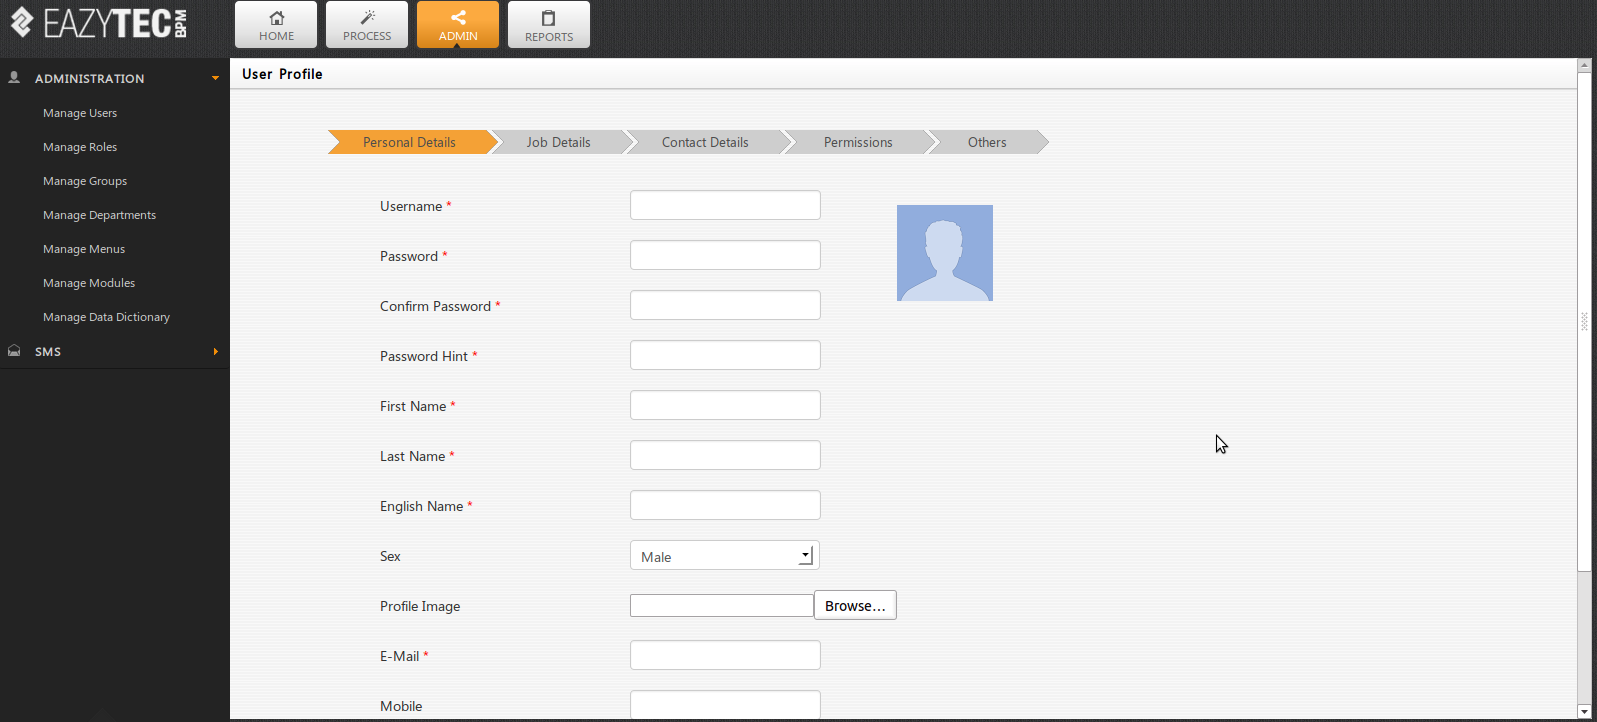 EAZYTEC BPM
HOME
PROCESS
ADMIN
REPORTS
ADMINISTRATION
Manage Users
Manage Roles
Manage Groups
Manage Departments
Manage Menus
Manage Modules
Manage Data Dictionary
SMS
User Profile
Personal Details
Job Details
Contact Details
Permissions
Others
Username *
Password *
Confirm Password *
Password Hint *
First Name *
Last Name *
English Name *
Sex
Male
Profile Image
Browse...
E-Mail *
Mobile